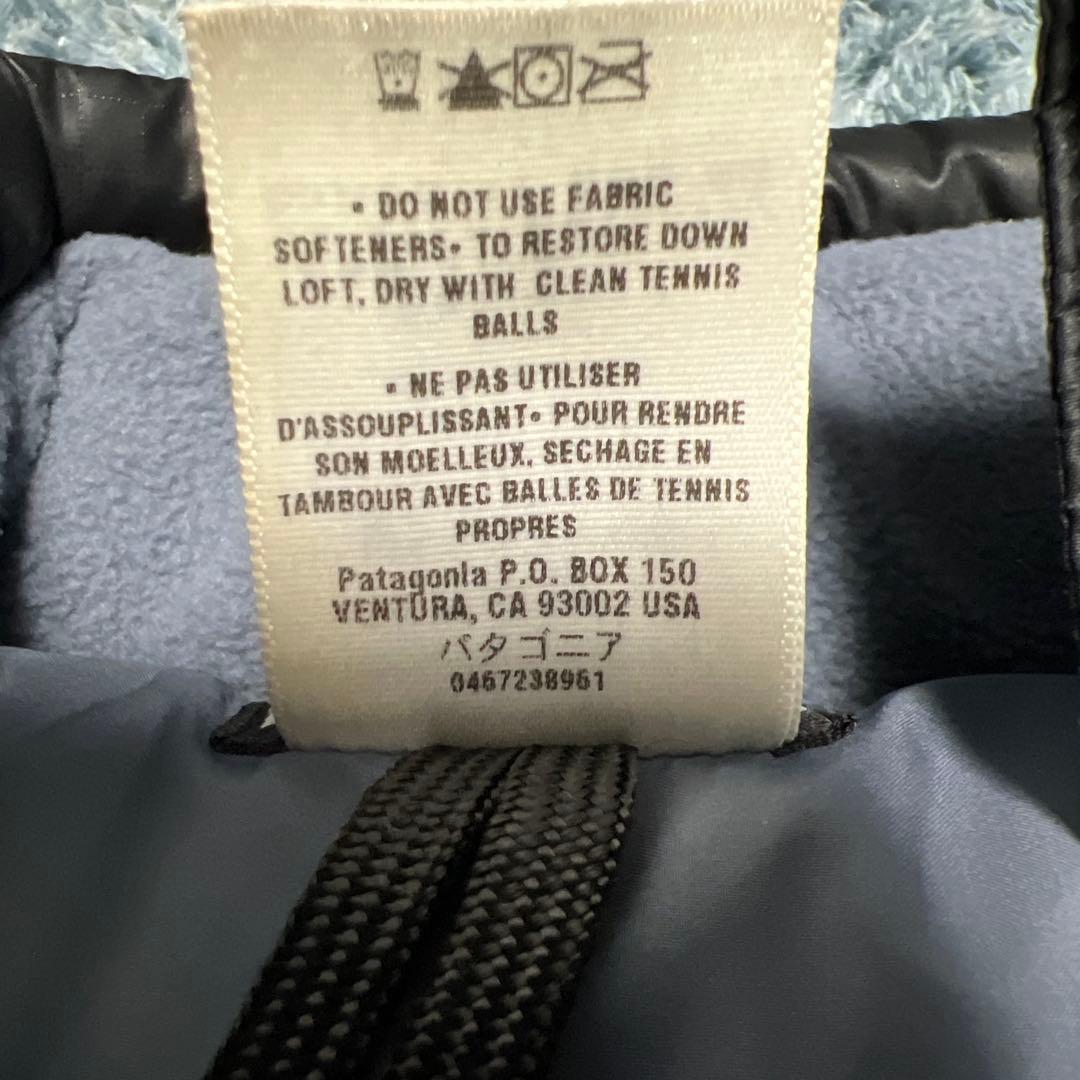 • DO NOT USE FABRIC
SOFTENERS• TO RESTORE DOWN
LOFT, DRY WITH CLEAN TENNIS
BALLS
• NE PAS UTILISER
D'ASSOUPLISSANT• POUR RENDRE
SON MOELLEUX, SECHAGE EN
TAMBOUR AVEC BALLES DE TENNIS
PROPRES
Patagonia P.O. BOX 150
VENTURA, CA 93002 USA
パタゴニア
0467238961